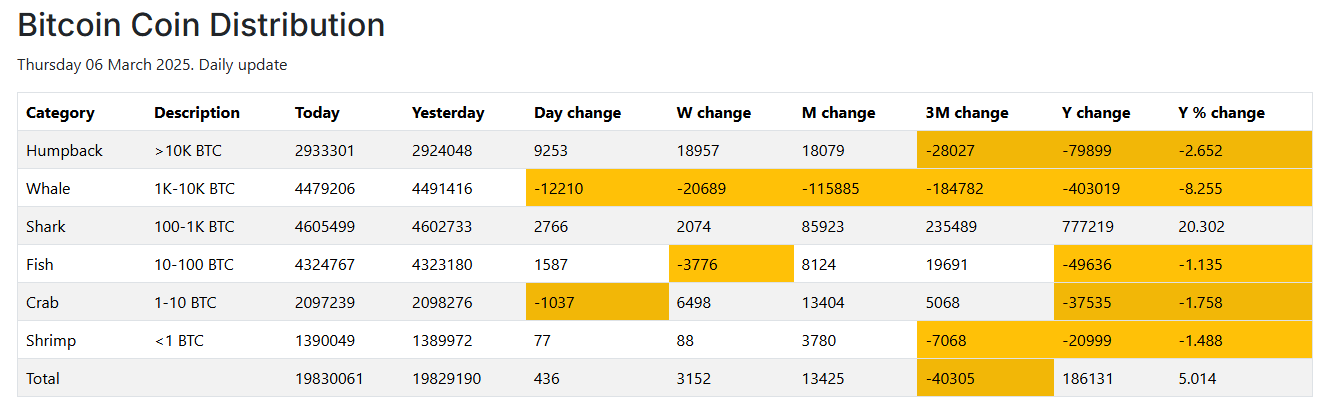 Bitcoin Coin Distribution
Thursday 06 March 2025. Daily update
Category Description Today Yesterday Day change W change M change 3M change Y change Y % change
Humpback >10K BTC 2933301 2924048 9253 18957 18079 -28027 -79899 -2.652
Whale 1K-10K BTC 4479206 4491416 -12210 -20689 -115885 -184782 -403019 -8.255
Shark 100-1K BTC 4605499 4602733 2766 2074 85923 235489 777219 20.302
Fish 10-100 BTC 4324767 4323180 1587 -3776 8124 19691 -49636 -1.135
Crab 1-10 BTC 2097239 2098276 -1037 6498 13404 5068 -37535 -1.758
Shrimp <1 BTC 1390049 1389972 77 88 3780 -7068 -20999 -1.488
Total 19830061 19829190 436 3152 13425 -40305 186131 5.014